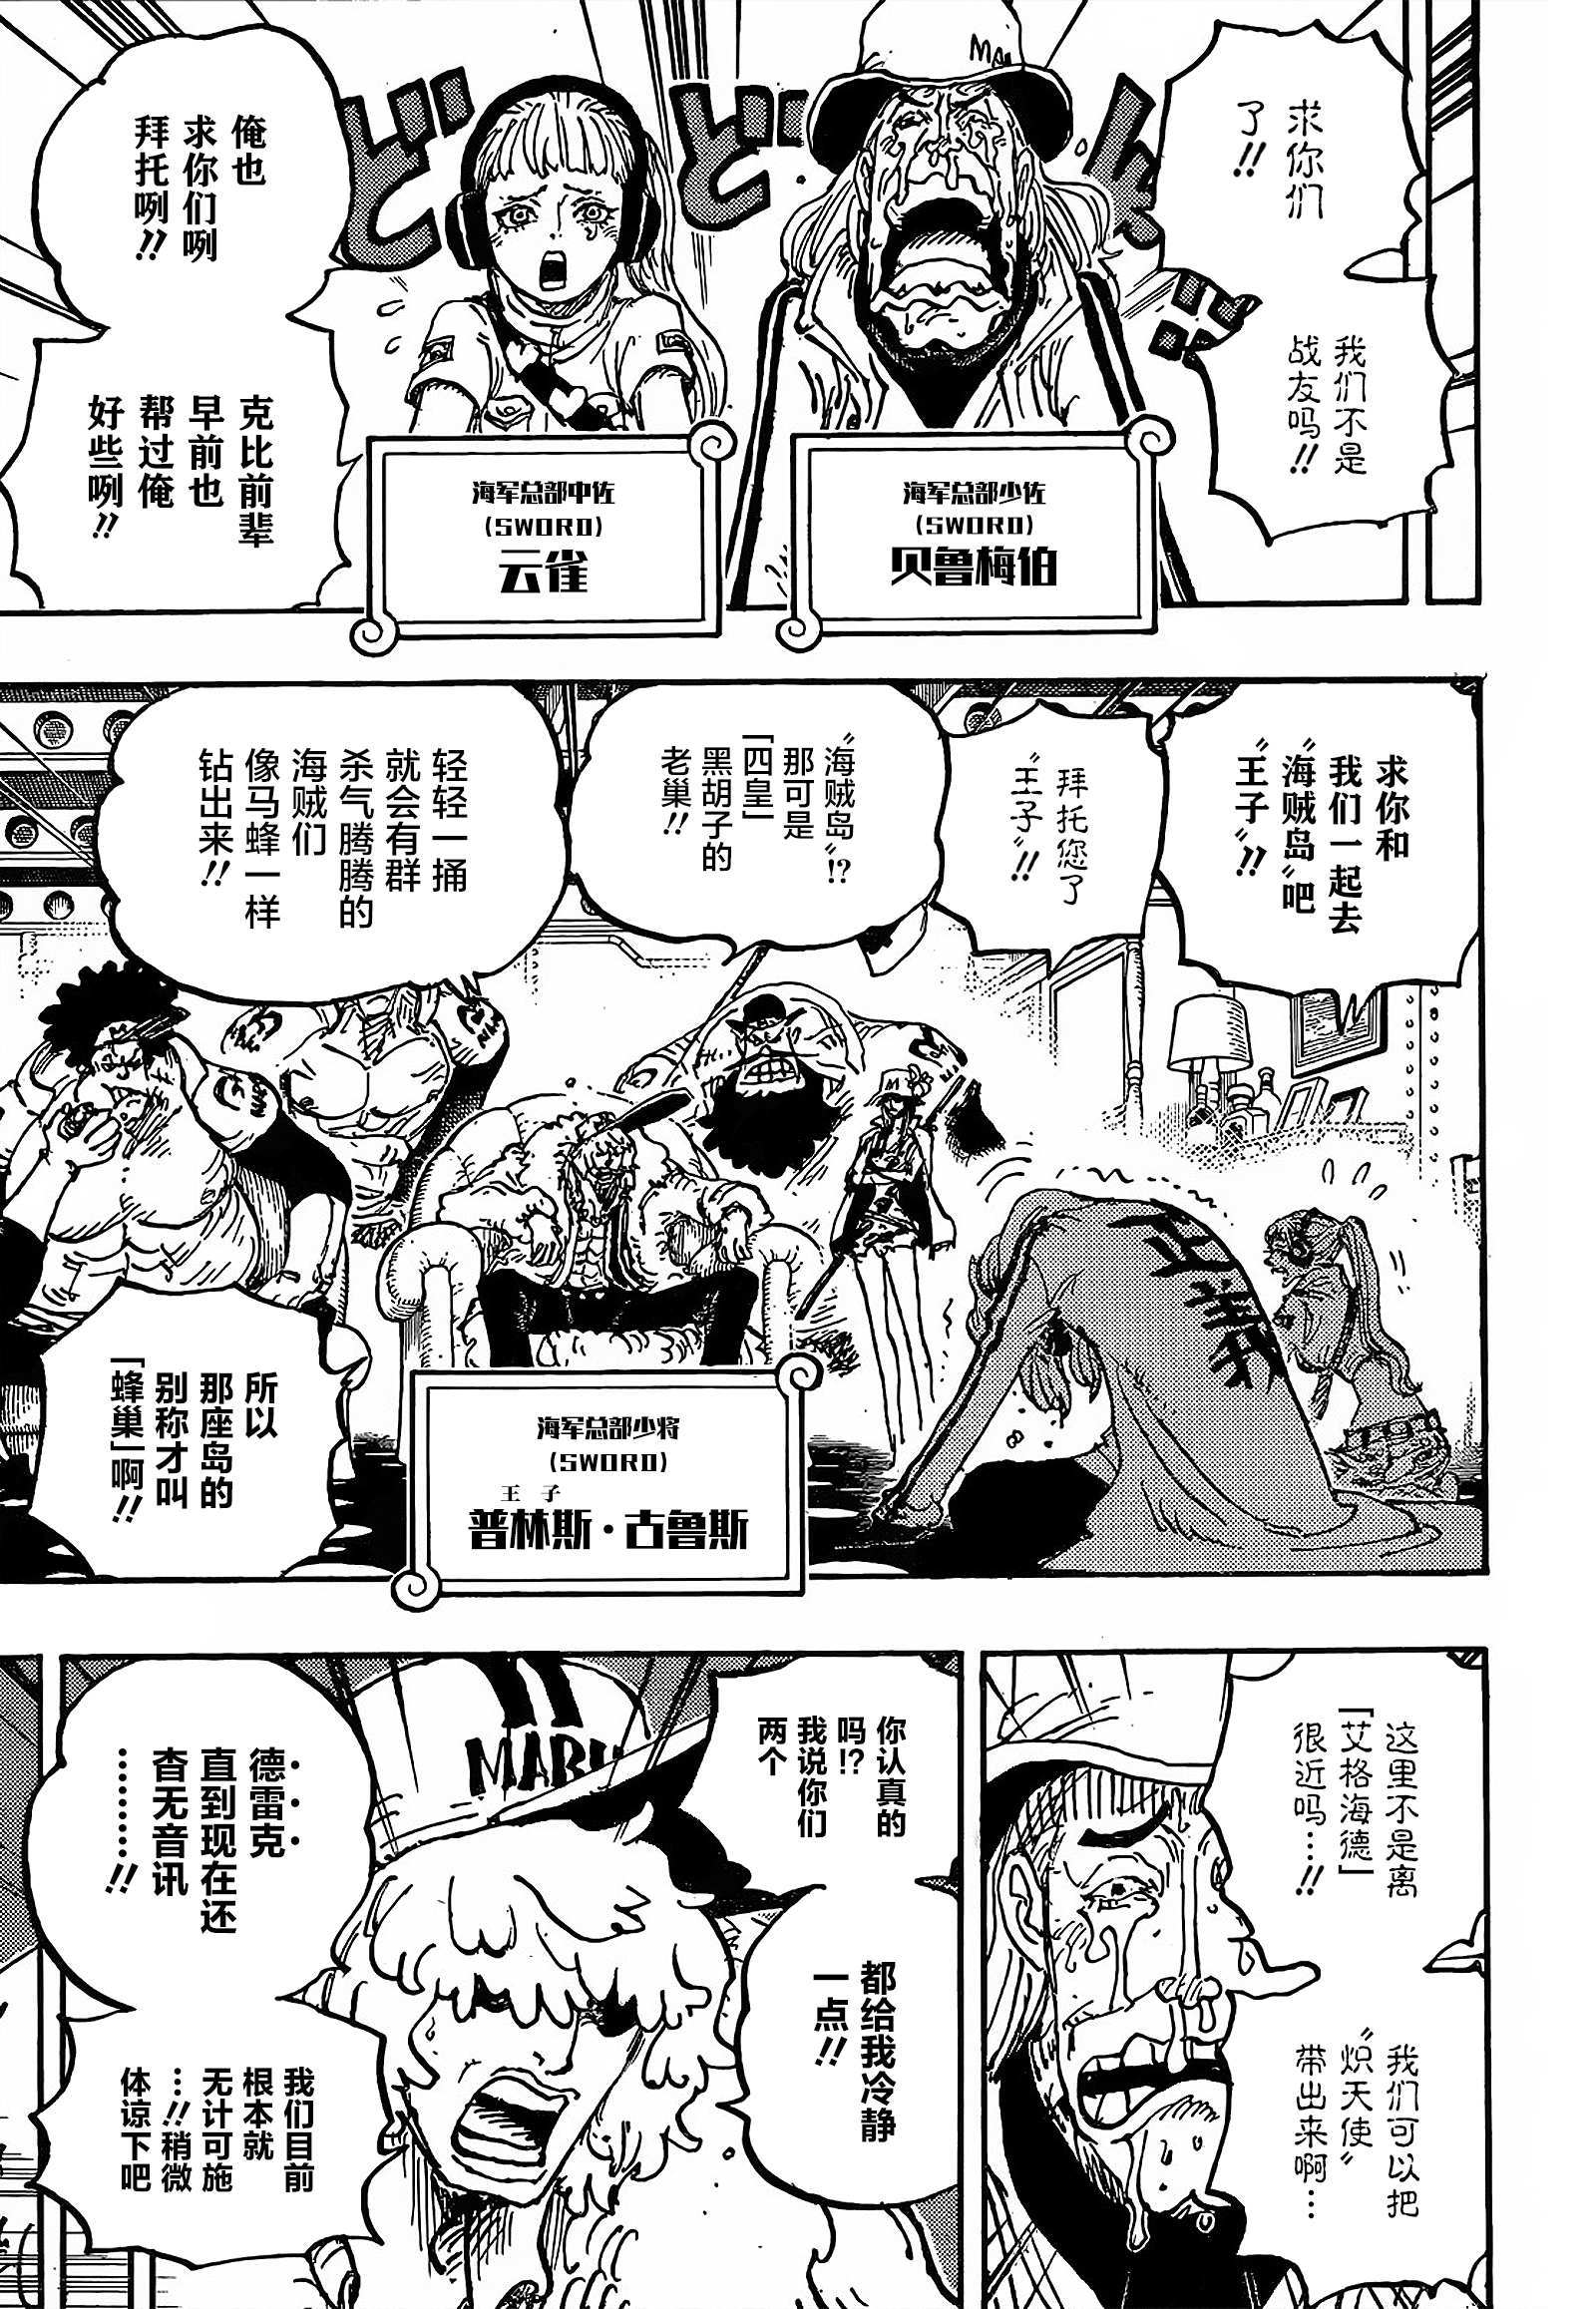 求你们
了!!
我们不是
战友吗!!
俺也
求你们咧
拜托咧!!
克比前辈
早前也
帮过俺
好些咧!!
どどん
海军总部少佐
(SWORD)
贝鲁梅伯
海军总部中佐
(SWORD)
云雀
求你和
我们一起去
〝海贼岛〞吧
〝王子〞!!
拜托您了
〝王子〞!!
〝海贼岛〞!?
那可是
「四皇」
黑胡子的
老巢!!
轻轻一捅
就会有群
杀气腾腾的
海贼们
像马蜂一样
钻出来!!
所以
那座岛的
别称才叫
「蜂巢」啊!!
正義
海军总部少将
(SWORD)
王子
普林斯·古鲁斯
这里不是离
「艾格海德」
很近吗…!!
我们可以把
〝炽天使〞
带出来啊…
你认真的
吗!?
我说你们
两个
都给我冷静
一点!!
MARI
德雷克
直到现在还
杳无音讯
………!!
我们目前
根本就
无计可施
…!!稍微
体谅下吧